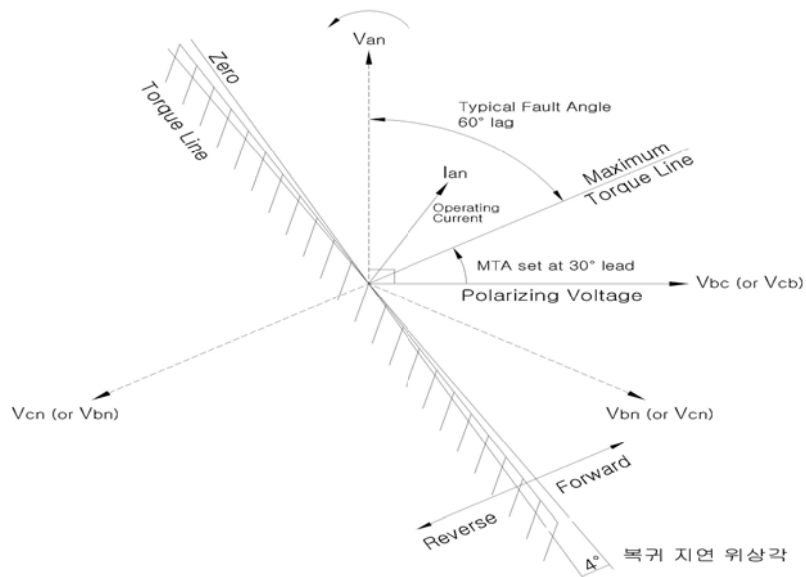 Van
Zero
Torque Line
Typical Fault Angle
60° lag
Maximum
Torque Line
Ian
Operating
Current
MTA set at 30° lead
Polarizing Voltage
Vbc (or Vcb)
Vcn (or Vbn)
Vbn (or Vcn)
Forward
Reverse
4°
복귀 지연 위상각